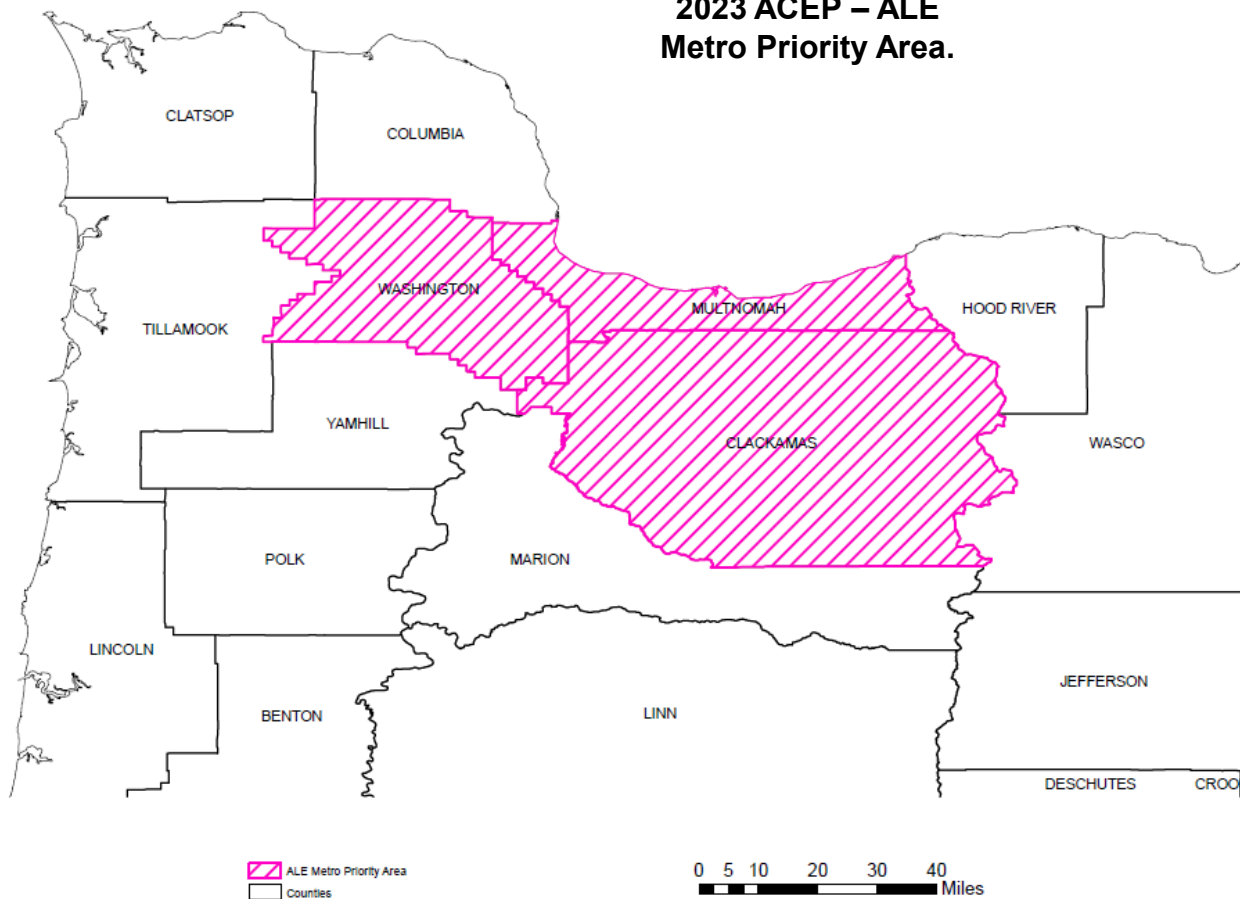 2023 ACEP – ALE
Metro Priority Area.
CLATSOP
COLUMBIA
WASHINGTON
MULTNOMAH
HOOD RIVER
TILLAMOOK
YAMHILL
CLACKAMAS
WASCO
POLK
MARION
LINCOLN
JEFFERSON
BENTON
LINN
DESCHUTES
CROO
ALE Metro Priority Area
Counties
0 5 10 20 30 40
Miles